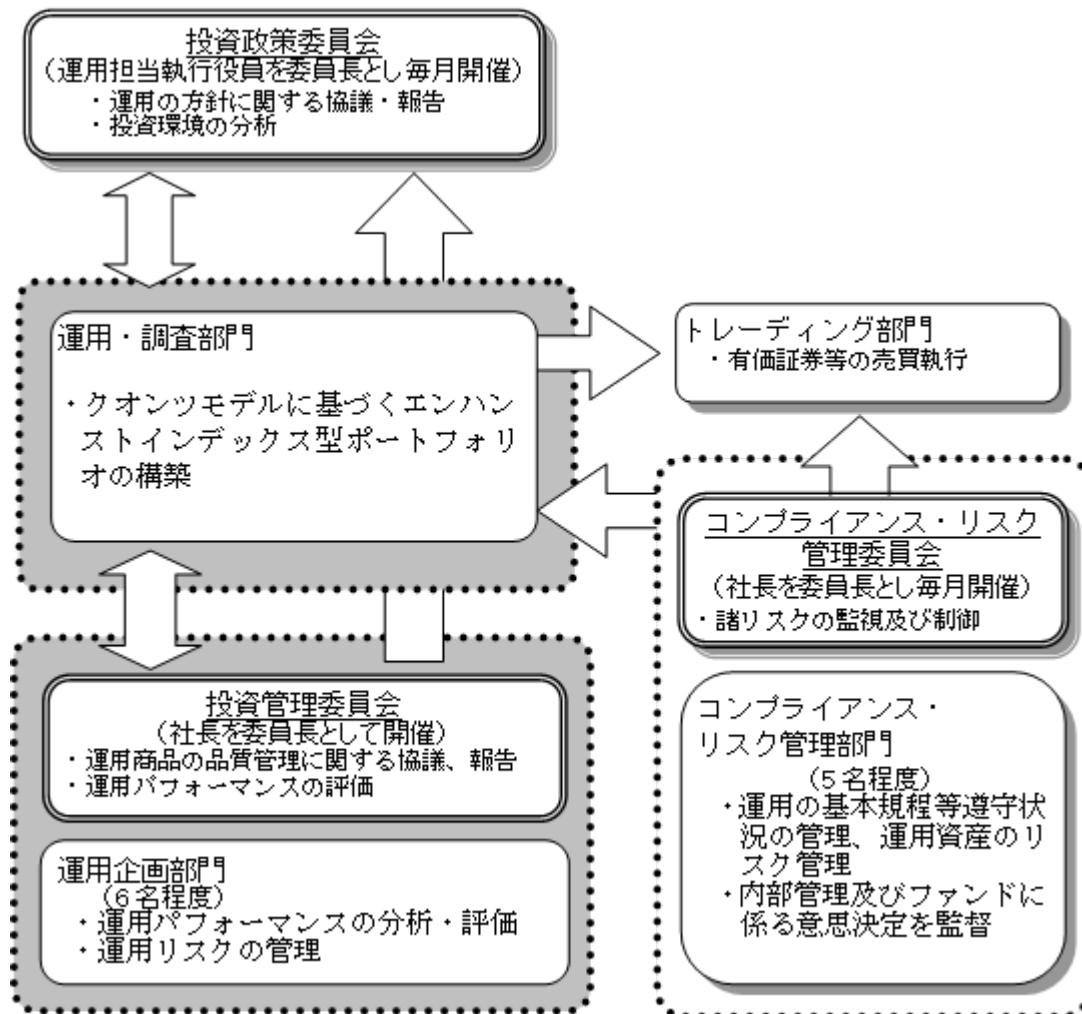 投資政策委員会
(運用担当執行役員を委員長とし毎月開催)
・運用の方針に関する協議・報告
・投資環境の分析
運用・調査部門
・クオンツモデルに基づくエンハン
ストインデックス型ポートフォリ
オの構築
トレーディング部門
・有価証券等の売買執行
コンプライアンス・リスク
管理委員会
(社長を委員長とし毎月開催)
・諸リスクの監視及び制御
投資管理委員会
(社長を委員長として開催)
・運用商品の品質管理に関する協議、報告
・運用パフォーマンスの評価
運用企画部門
(6名程度)
・運用パフォーマンスの分析・評価
・運用リスクの管理
コンプライアンス・
リスク管理部門
(5名程度)
・運用の基本規程等遵守状
況の管理、運用資産のリ
スク管理
・内部管理及びファンドに
係る意思決定を監督